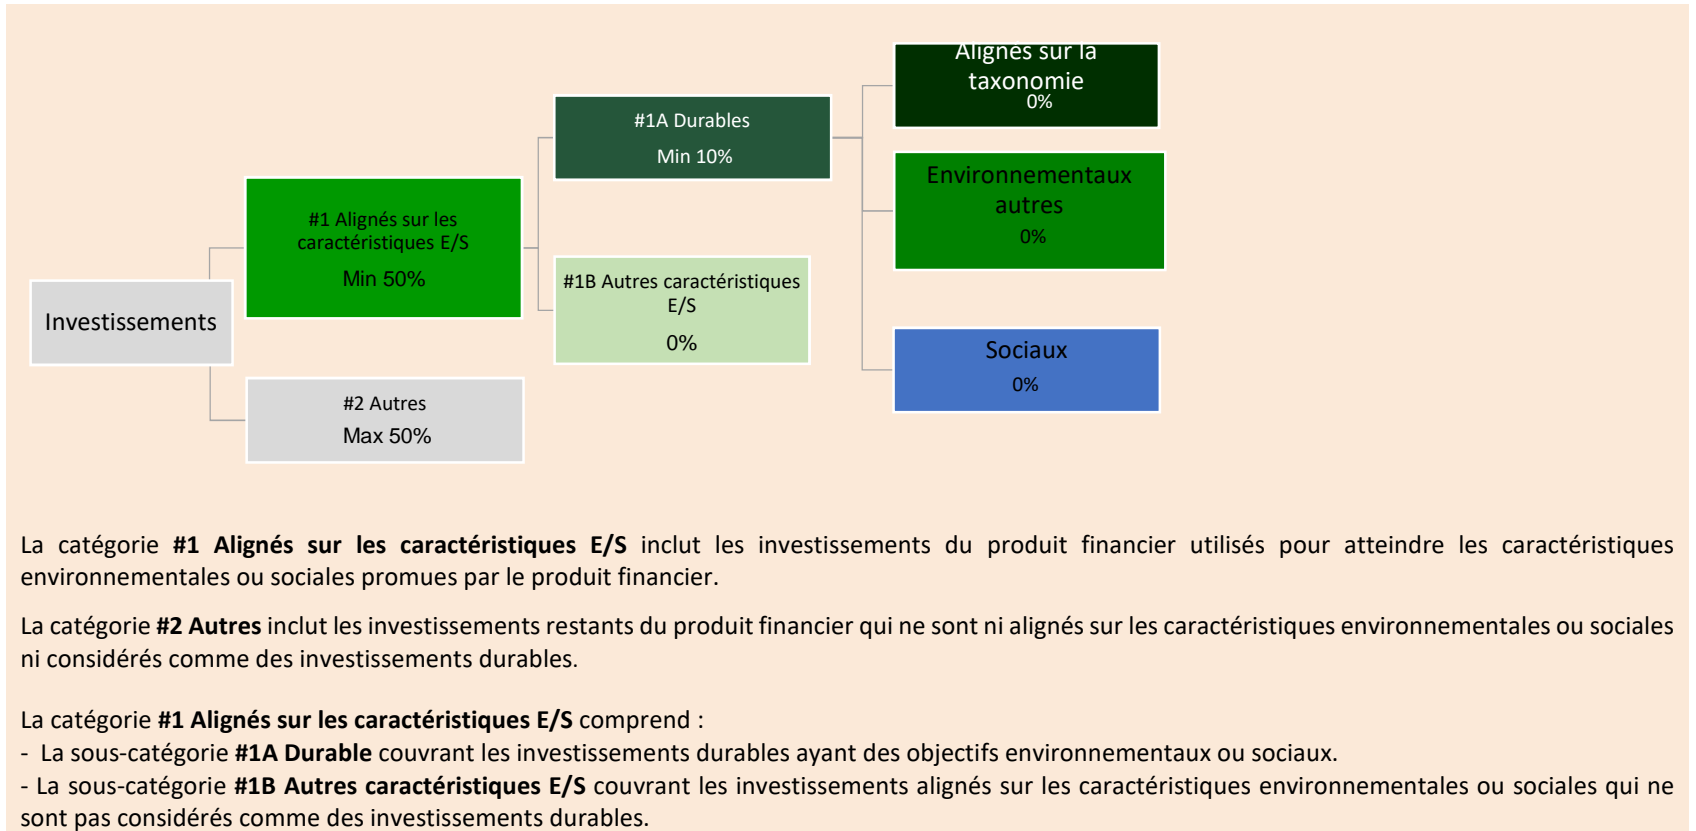 Alignés sur la
taxonomie
0%
#1A Durables
Min 10%
Environnementaux
autres
0%
#1 Alignés sur les
caractéristiques E/S
Min 50%
#1B Autres caractéristiques
E/S
0%
Investissements
Sociaux
0%
#2 Autres
Max 50%
La catégorie #1 Alignés sur les caractéristiques E/S inclut les investissements du produit financier utilisés pour atteindre les caractéristiques
environnementales ou sociales promues par le produit financier.
La catégorie #2 Autres inclut les investissements restants du produit financier qui ne sont ni alignés sur les caractéristiques environnementales ou sociales
ni considérés comme des investissements durables.
La catégorie #1 Alignés sur les caractéristiques E/S comprend :
- La sous-catégorie #1A Durable couvrant les investissements durables ayant des objectifs environnementaux ou sociaux.
- La sous-catégorie #1B Autres caractéristiques E/S couvrant les investissements alignés sur les caractéristiques environnementales ou sociales qui ne
sont pas considérés comme des investissements durables.